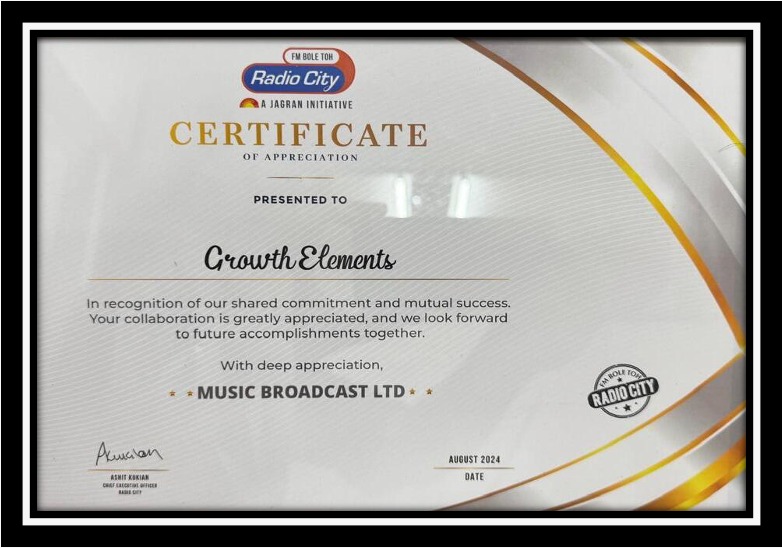 FM BOLE TOH
Radio City
A JAGRAN INITIATIVE
CERTIFICATE
OF APPRECIATION
PRESENTED TO
Growth Elements
In recognition of our shared commitment and mutual success.
Your collaboration is greatly appreciated, and we look forward
to future accomplishments together.
With deep appreciation,
MUSIC BROADCAST LTD
FM BOLE TOH
RADIO CITY
ASHIT KUKIAN
CHIEF EXECUTIVE OFFICER
RADIO CITY
AUGUST 2024
DATE